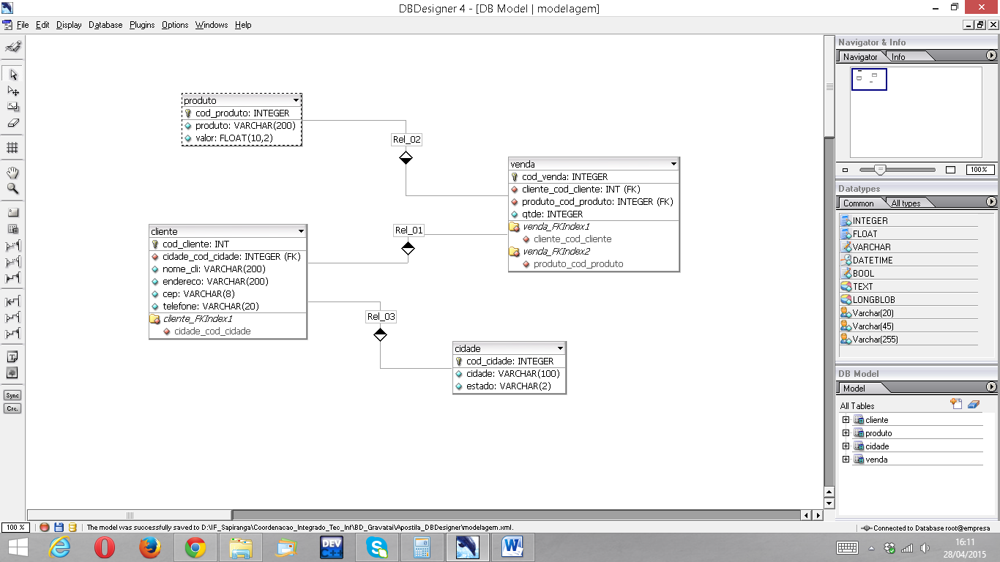 DBDesigner 4 - [DB Model | modelagem]
File Edit Display Database Plugins Options Windows Help
produto
cod_produto: INTEGER
produto: VARCHAR(200)
valor: FLOAT(10,2)
Rel_02
venda
cod_venda: INTEGER
cliente_cod_cliente: INT (FK)
produto_cod_produto: INTEGER (FK)
qtde: INTEGER
venda_FKIndex1
cliente_cod_cliente
venda_FKIndex2
produto_cod_produto
Rel_01
cliente
cod_cliente: INT
cidade_cod_cidade: INTEGER (FK)
nome_cli: VARCHAR(200)
endereco: VARCHAR(200)
cep: VARCHAR(8)
telefone: VARCHAR(20)
cliente_FKIndex1
cidade_cod_cidade
Rel_03
cidade
cod_cidade: INTEGER
cidade: VARCHAR(100)
estado: VARCHAR(2)
Sync
Cre.
Navigator & Info
Navigator Info
100%
Datatypes
Common All types
INTEGER
FLOAT
VARCHAR
DATETIME
BOOL
TEXT
LONGBLOB
Varchar(20)
Varchar(45)
Varchar(255)
DB Model
Model
All Tables
cliente
produto
cidade
venda
100 % The model was successfully saved to D:\IF_Sapiranga\Coordenacao_Integrado_Tec_Inf\BD_Gravatai\Apostila_DBDesigner\modelagem.xml. Connected to Database root@empresa
DEV
C++
16:11
28/04/2015